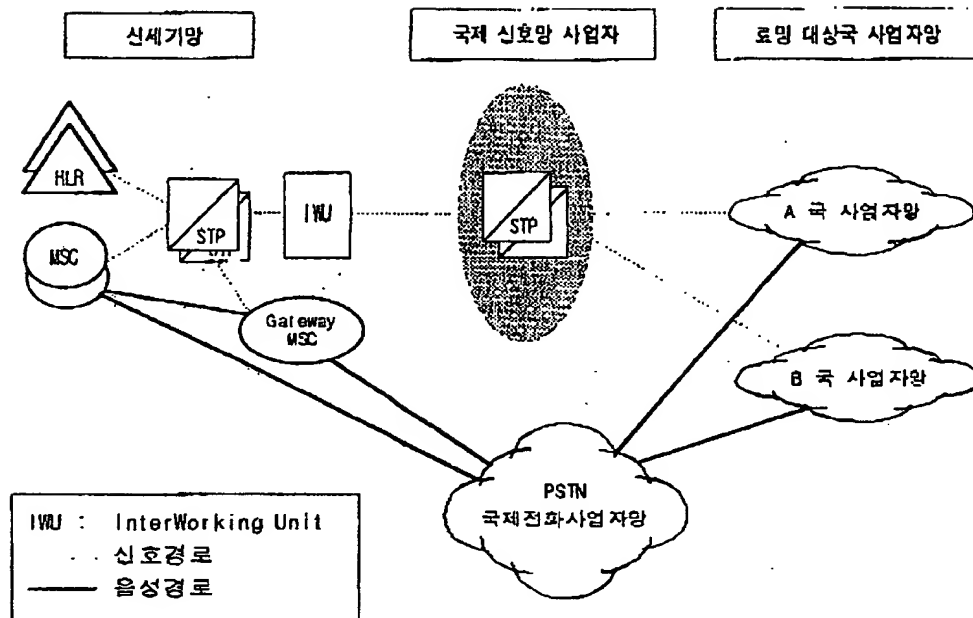 신세기망
국제 신호망 사업자
로밍 대상국 사업자망
HLR
STP
IWU
STP
A 국 사업자망
MSC
Gateway
MSC
B 국 사업자망
PSTN
국제전화사업자망
IWU : InterWorking Unit
신호경로
음성경로